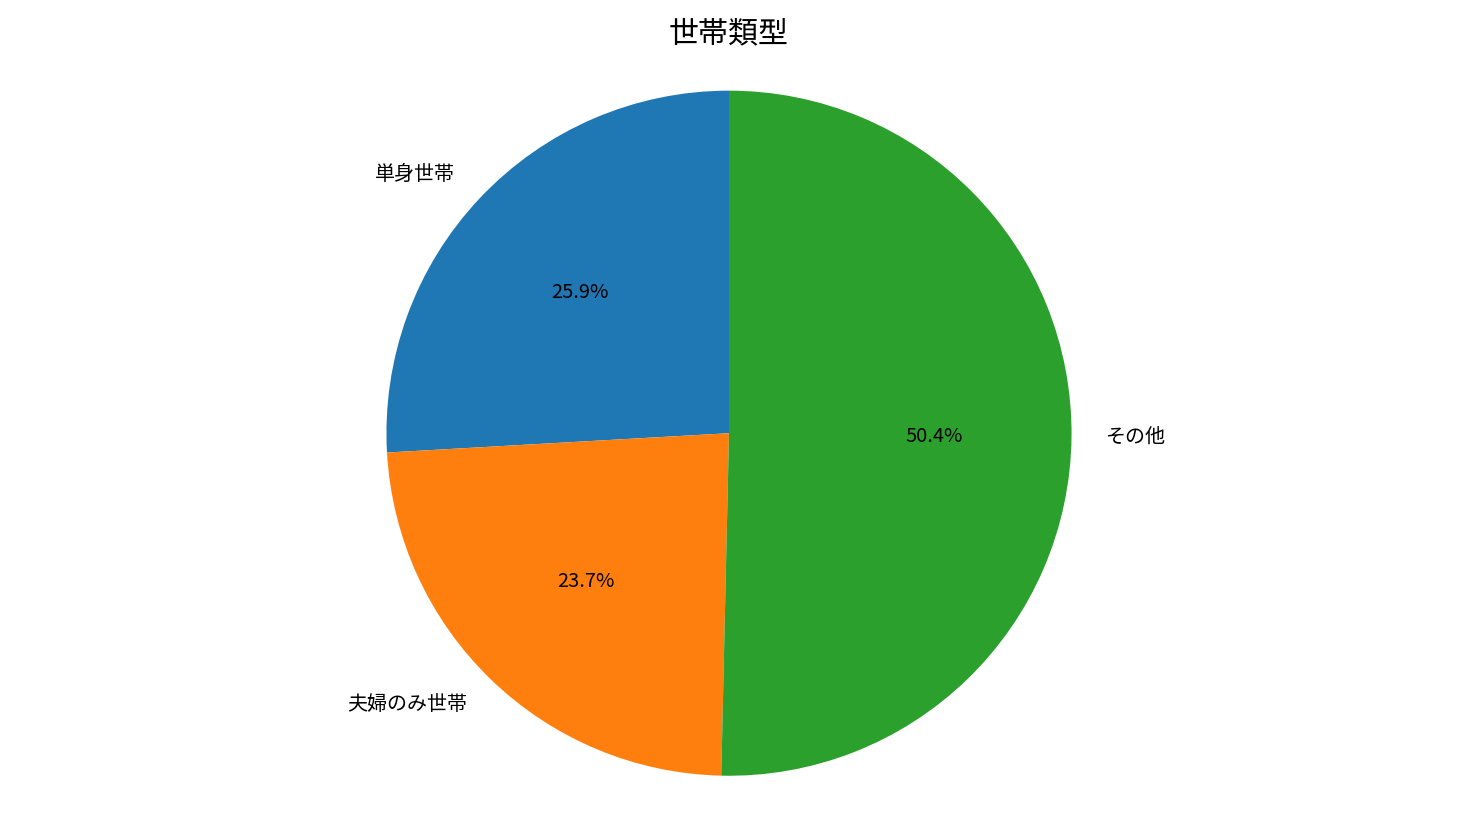 世帯類型
単身世帯
25.9%
50.4%
その他
23.7%
夫婦のみ世帯